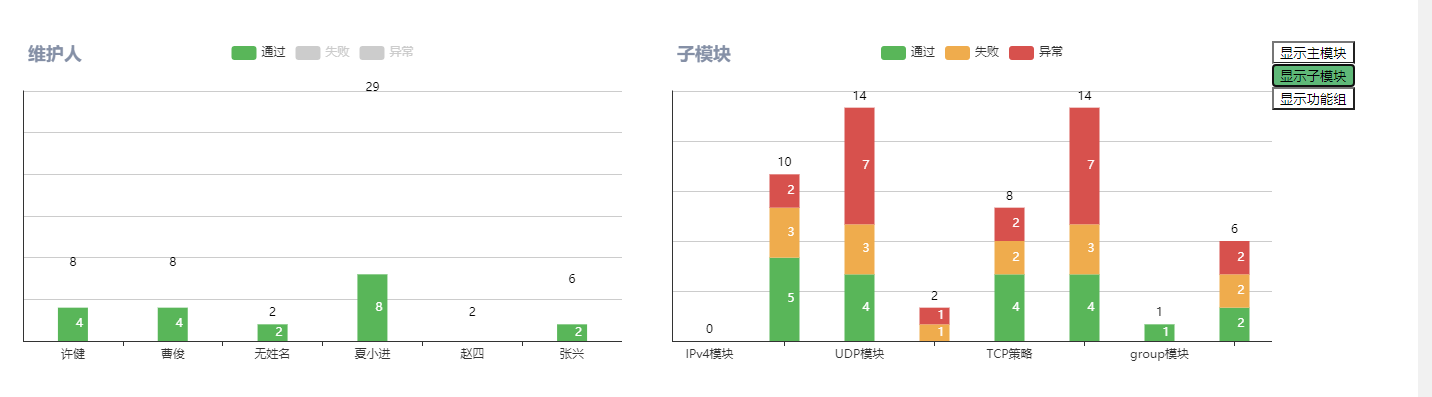 维护人
通过 失败 异常
29
8 8 2 2 6
4 4 2 8 2
许健 曹俊 无姓名 夏小进 赵四 张兴
子模块
通过 失败 异常
0 10 14 2 8 14 1 6
2 7 1 2 7 2
3 3 1 2 3 2
5 4 4 4 1 2
IPv4模块 UDP模块 TCP策略 group模块
显示主模块
显示子模块
显示功能组